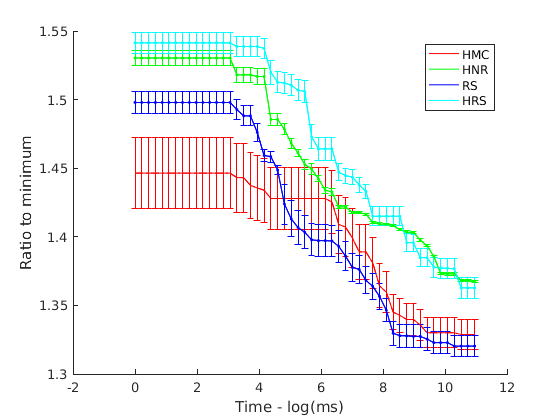 1.55
1.5
1.45
1.4
1.35
1.3
Ratio to minimum
-2 0 2 4 6 8 10 12
Time - log(ms)
HMC
HNR
RS
HRS